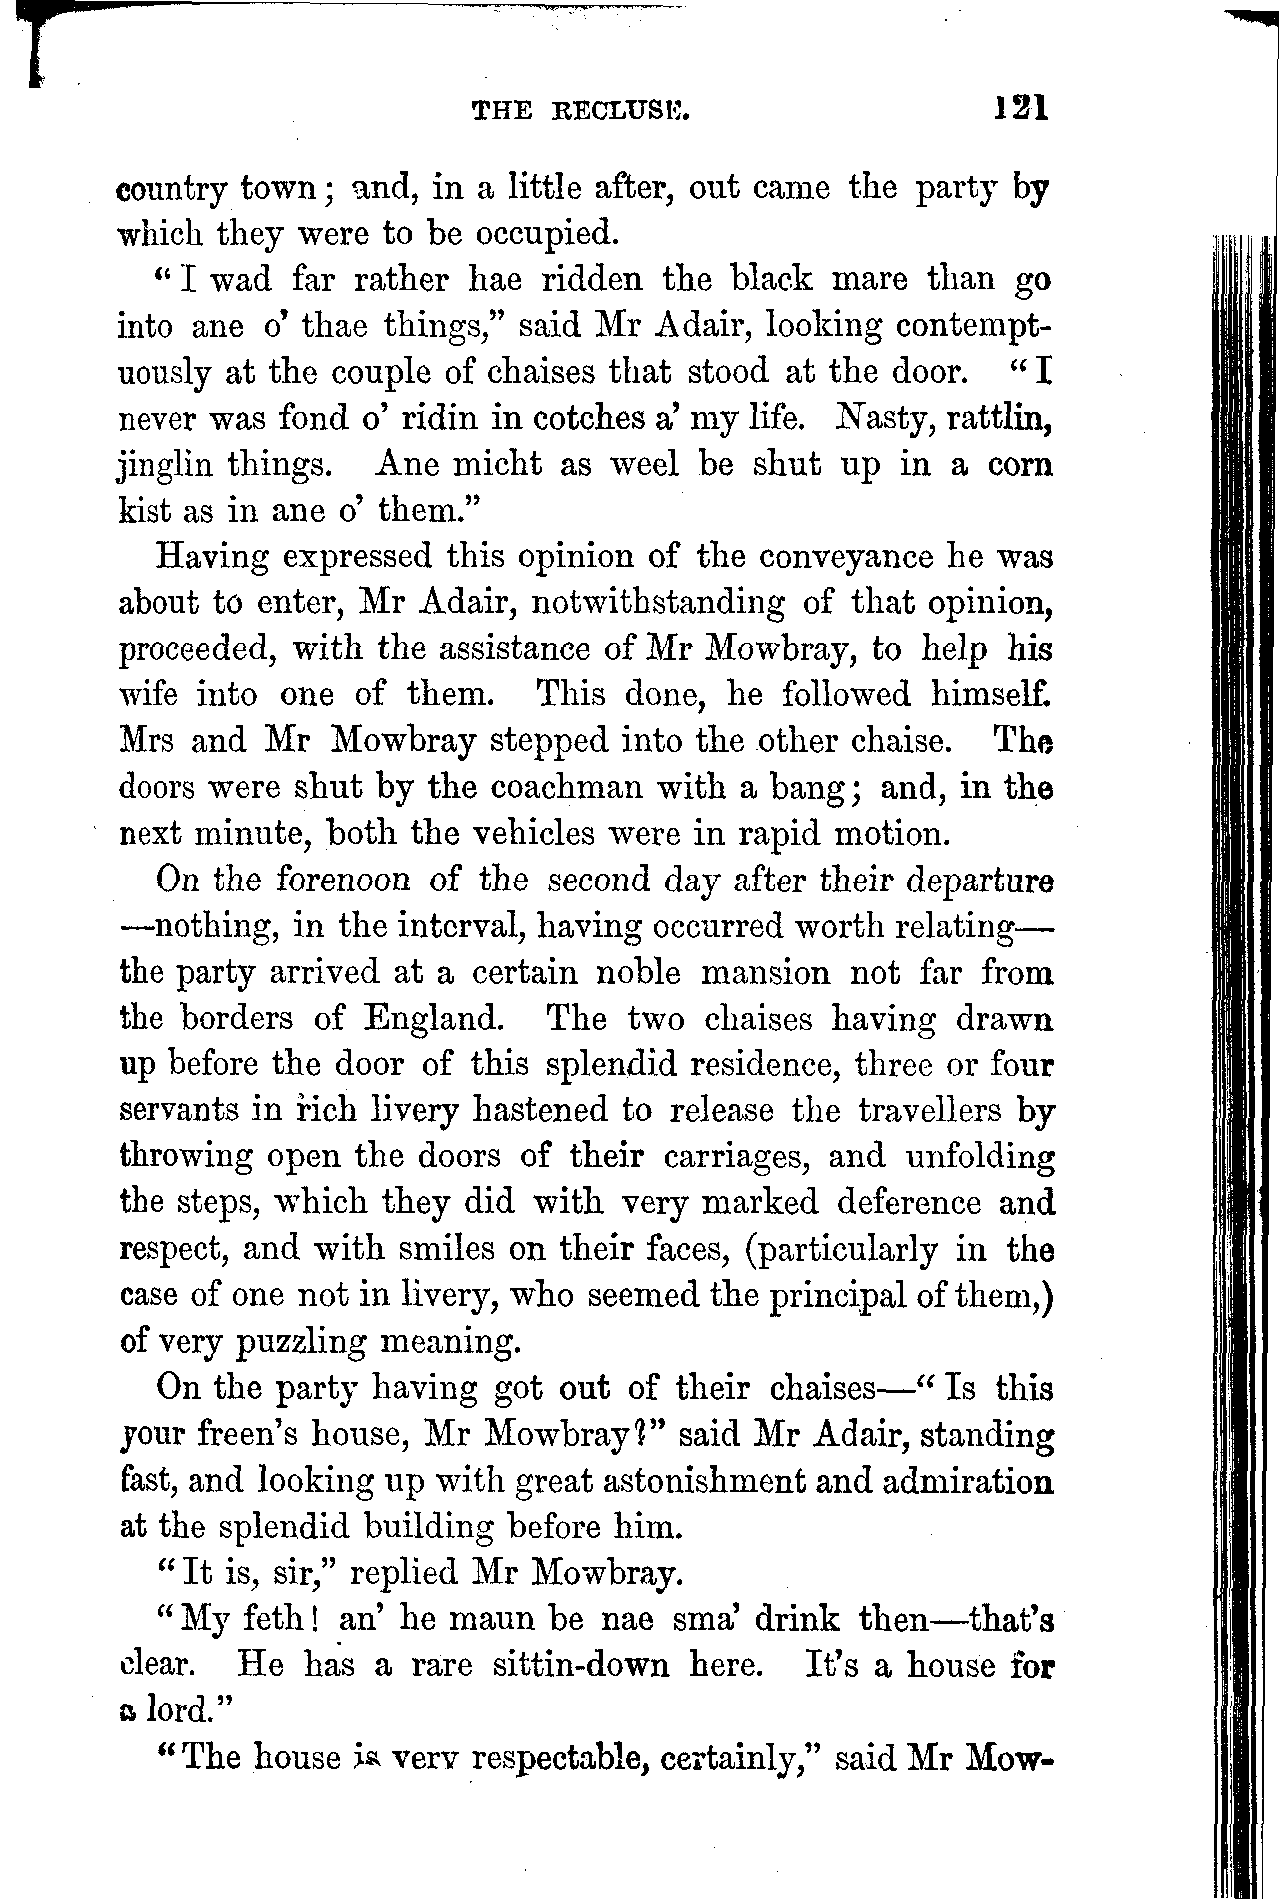 THE RECLUSE. 121
country town; and, in a little after, out came the party by
which they were to be occupied.
“I wad far rather hae ridden the black mare than go
into ane o’ thae things,” said Mr Adair, looking contempt-
uously at the couple of chaises that stood at the door. “I
never was fond o’ ridin in cotches a’ my life. Nasty, rattlin,
jinglin things. Ane micht as weel be shut up in a corn
kist as in ane o’ them.”
Having expressed this opinion of the conveyance he was
about to enter, Mr Adair, notwithstanding of that opinion,
proceeded, with the assistance of Mr Mowbray, to help his
wife into one of them. This done, he followed himself.
Mrs and Mr Mowbray stepped into the other chaise. The
doors were shut by the coachman with a bang; and, in the
next minute, both the vehicles were in rapid motion.
On the forenoon of the second day after their departure
—nothing, in the interval, having occurred worth relating—
the party arrived at a certain noble mansion not far from
the borders of England. The two chaises having drawn
up before the door of this splendid residence, three or four
servants in rich livery hastened to release the travellers by
throwing open the doors of their carriages, and unfolding
the steps, which they did with very marked deference and
respect, and with smiles on their faces, (particularly in the
case of one not in livery, who seemed the principal of them,)
of very puzzling meaning.
On the party having got out of their chaises—“Is this
your freen’s house, Mr Mowbray?” said Mr Adair, standing
fast, and looking up with great astonishment and admiration
at the splendid building before him.
“It is, sir,” replied Mr Mowbray.
“My feth! an’ he maun be nae sma’ drink then—that’s
clear. He has a rare sittin-down here. It’s a house for
a lord.”
“The house is very respectable, certainly,” said Mr Mow-